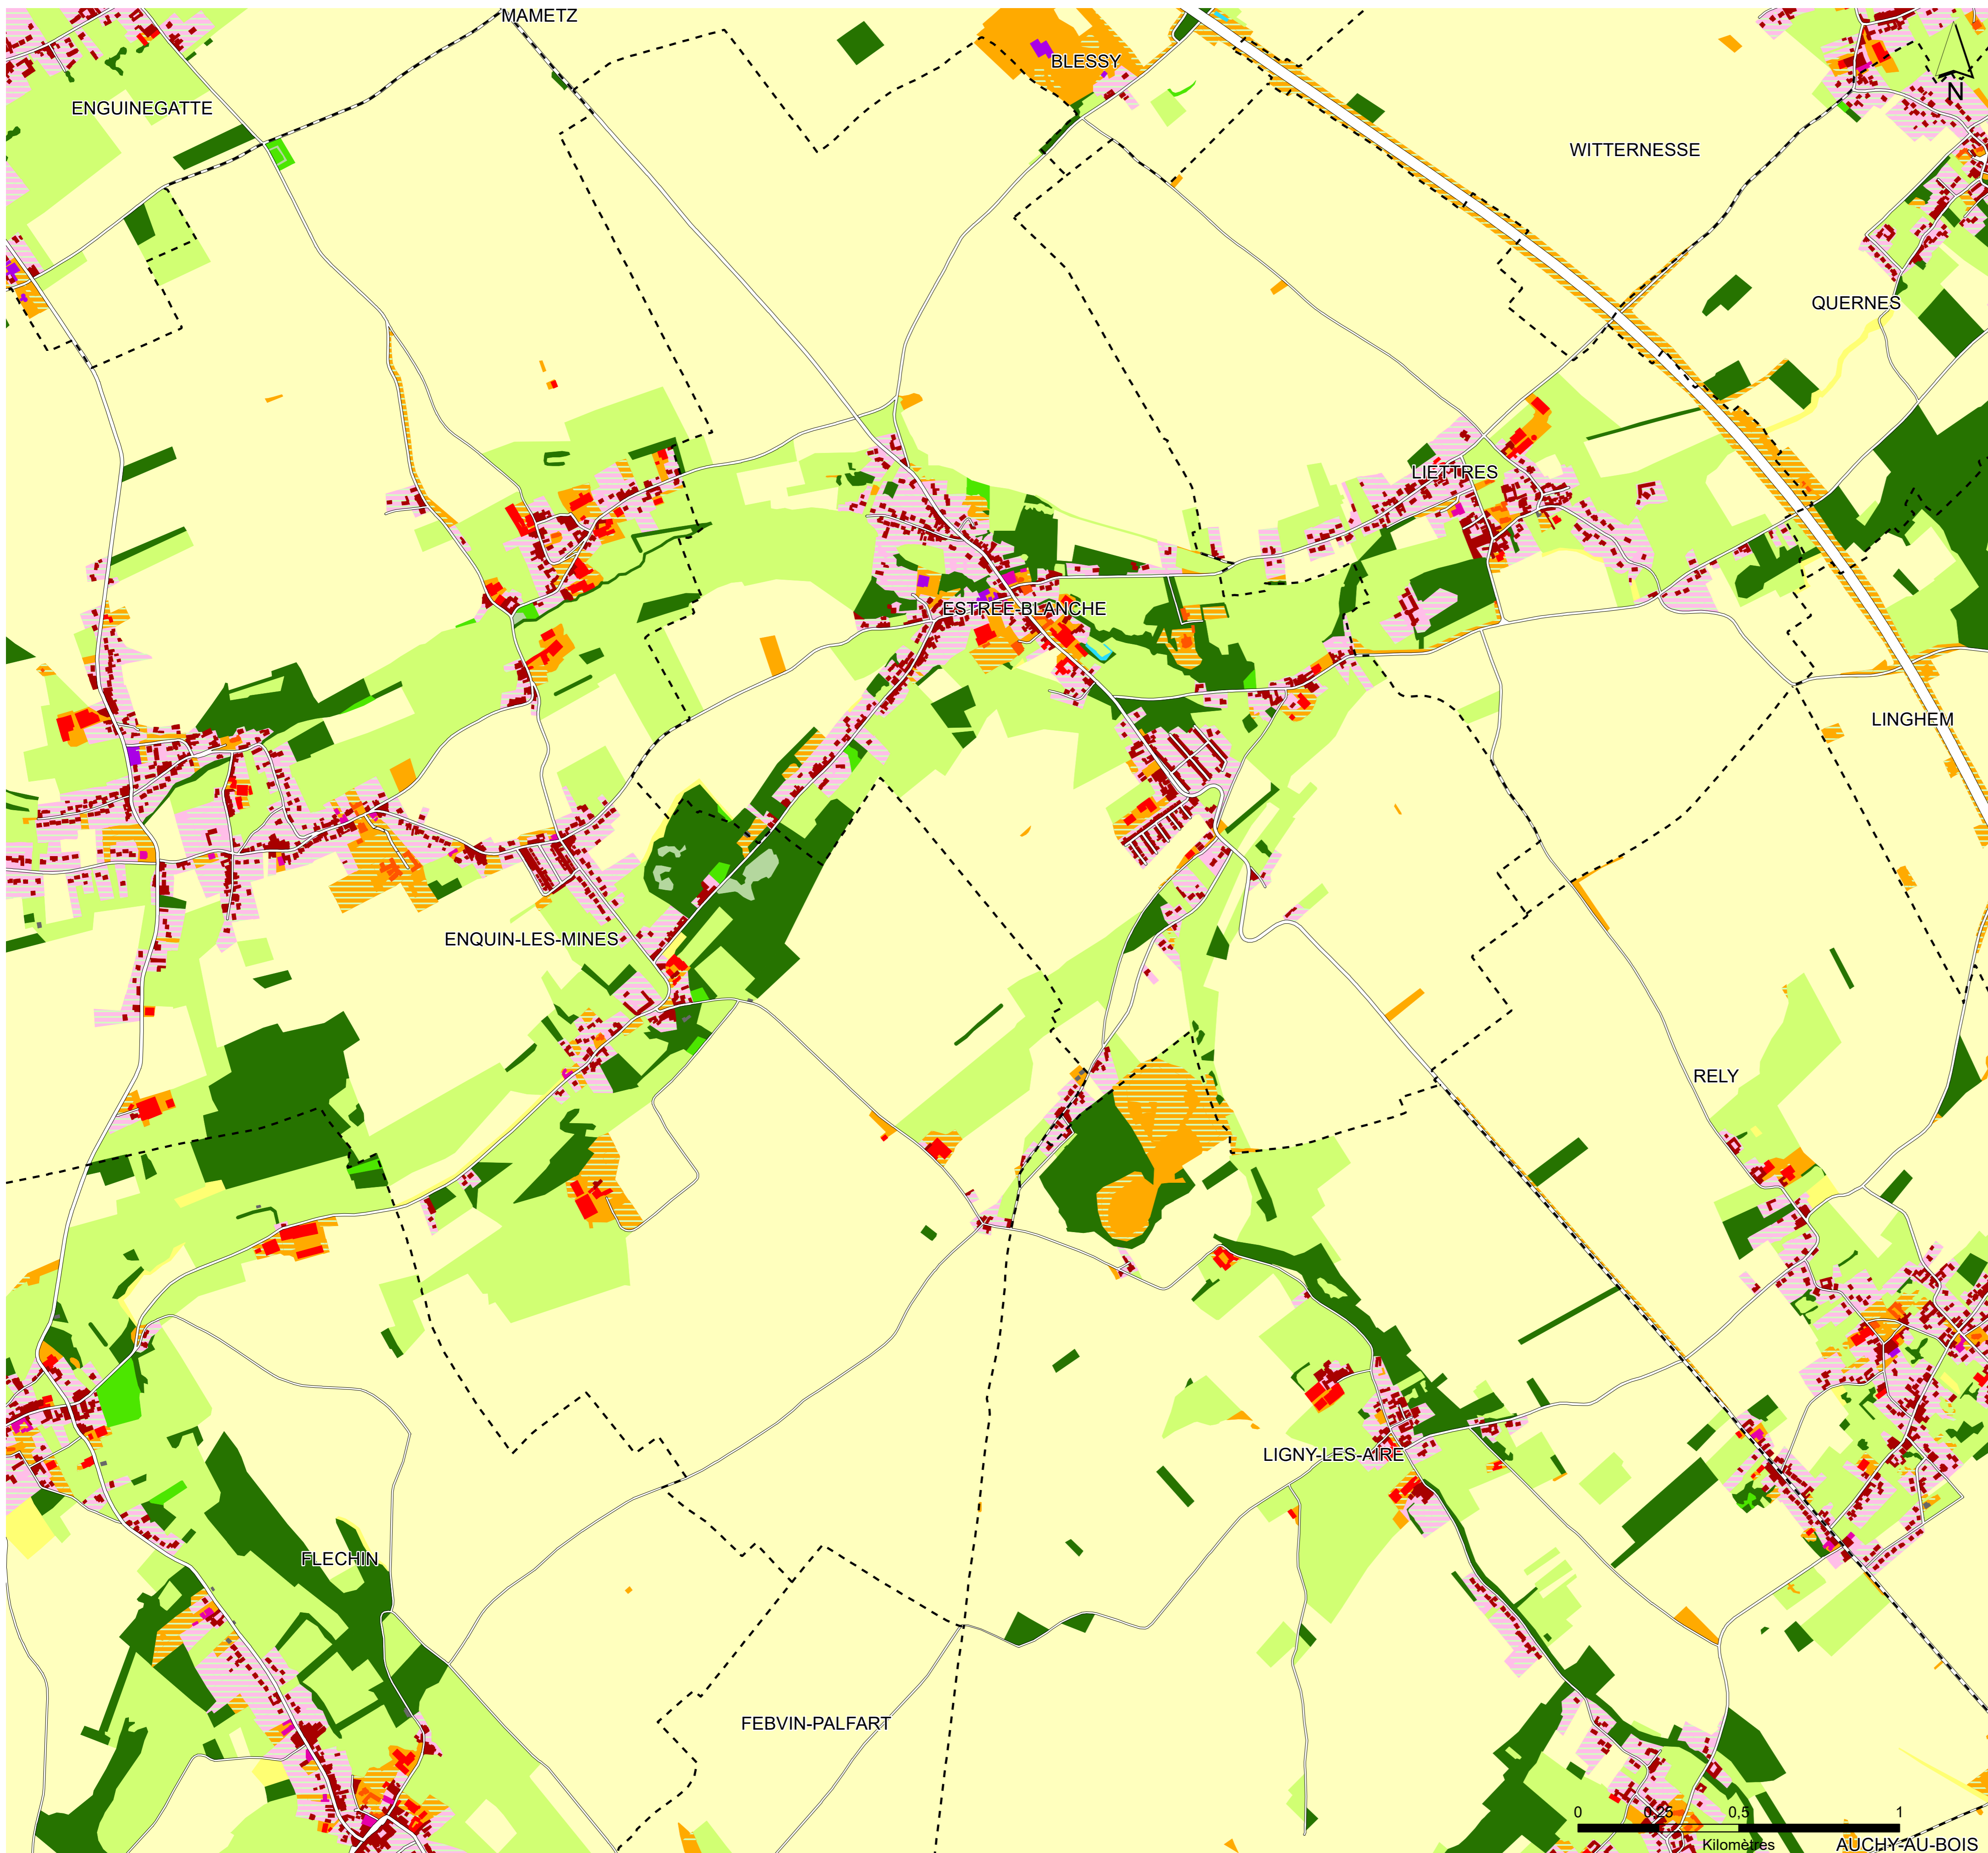 MAMETZ
BLESSY
ENGUINEGATTE
N
WITTERNESSE
QUERNES
LIETTRES
ESTREE-BLANCHE
LINGHEM
ENQUIN-LES-MINES
RELY
LIGNY-LES-AIRE
FLECHIN
FEBVIN-PALFART
0 0,25 0,5 1
Kilomètres
AUCHY-AU-BOIS